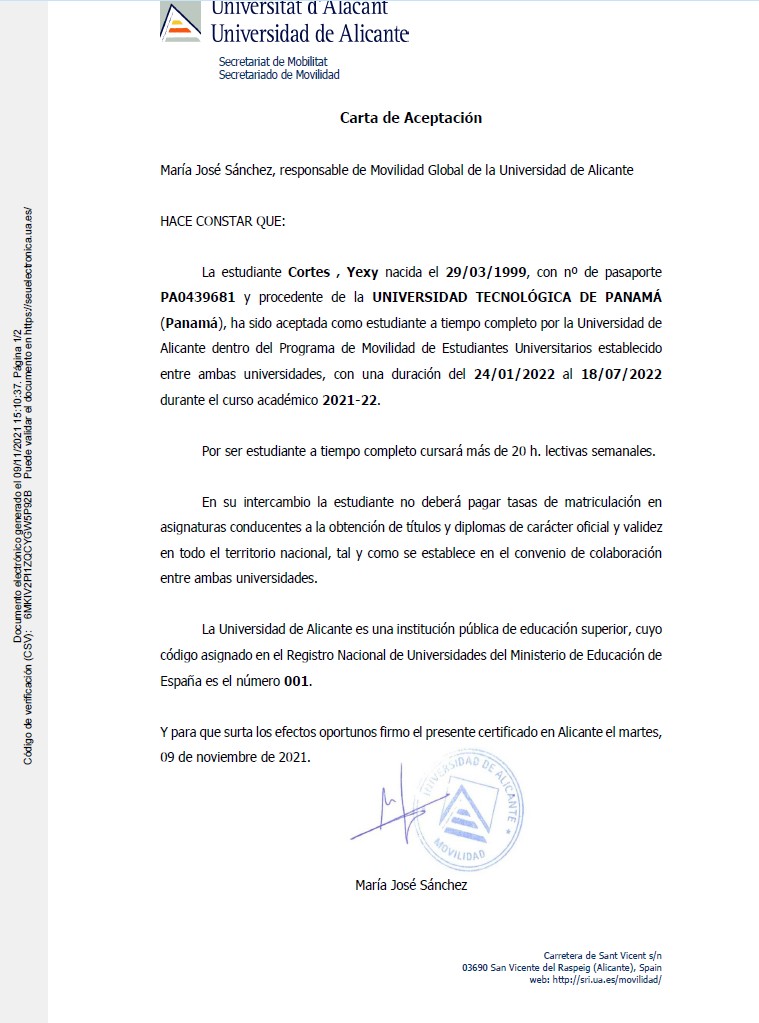 Universitat d'Alacant
Universidad de Alicante
Secretariat de Mobilitat
Secretariado de Movilidad
Carta de Aceptación
María José Sánchez, responsable de Movilidad Global de la Universidad de Alicante
HACE CONSTAR QUE:
La estudiante Cortes , Yexy nacida el 29/03/1999, con nº de pasaporte
PA0439681 y procedente de la UNIVERSIDAD TECNOLÓGICA DE PANAMÁ
(Panamá), ha sido aceptada como estudiante a tiempo completo por la Universidad de
Alicante dentro del Programa de Movilidad de Estudiantes Universitarios establecido
entre ambas universidades, con una duración del 24/01/2022 al 18/07/2022
durante el curso académico 2021-22.
Por ser estudiante a tiempo completo cursará más de 20 h. lectivas semanales.
En su intercambio la estudiante no deberá pagar tasas de matriculación en
asignaturas conducentes a la obtención de títulos y diplomas de carácter oficial y validez
en todo el territorio nacional, tal y como se establece en el convenio de colaboración
entre ambas universidades.
La Universidad de Alicante es una institución pública de educación superior, cuyo
código asignado en el Registro Nacional de Universidades del Ministerio de Educación de
España es el número 001.
Y para que surta los efectos oportunos firmo el presente certificado en Alicante el martes,
09 de noviembre de 2021.
UNIVERSIDAD DE ALICANTE
MOVILIDAD
María José Sánchez
Carretera de Sant Vicent s/n
03690 San Vicente del Raspeig (Alicante), Spain
web: http://sri.ua.es/movilidad/
Documento electrónico generado el 09/11/2021 15:10:37. Página 1/2
Código de verificación (CSV): 6MKIV2PI1ZQCYGW5P92B Puede validar el documento en https://seuelectronica.ua.es/